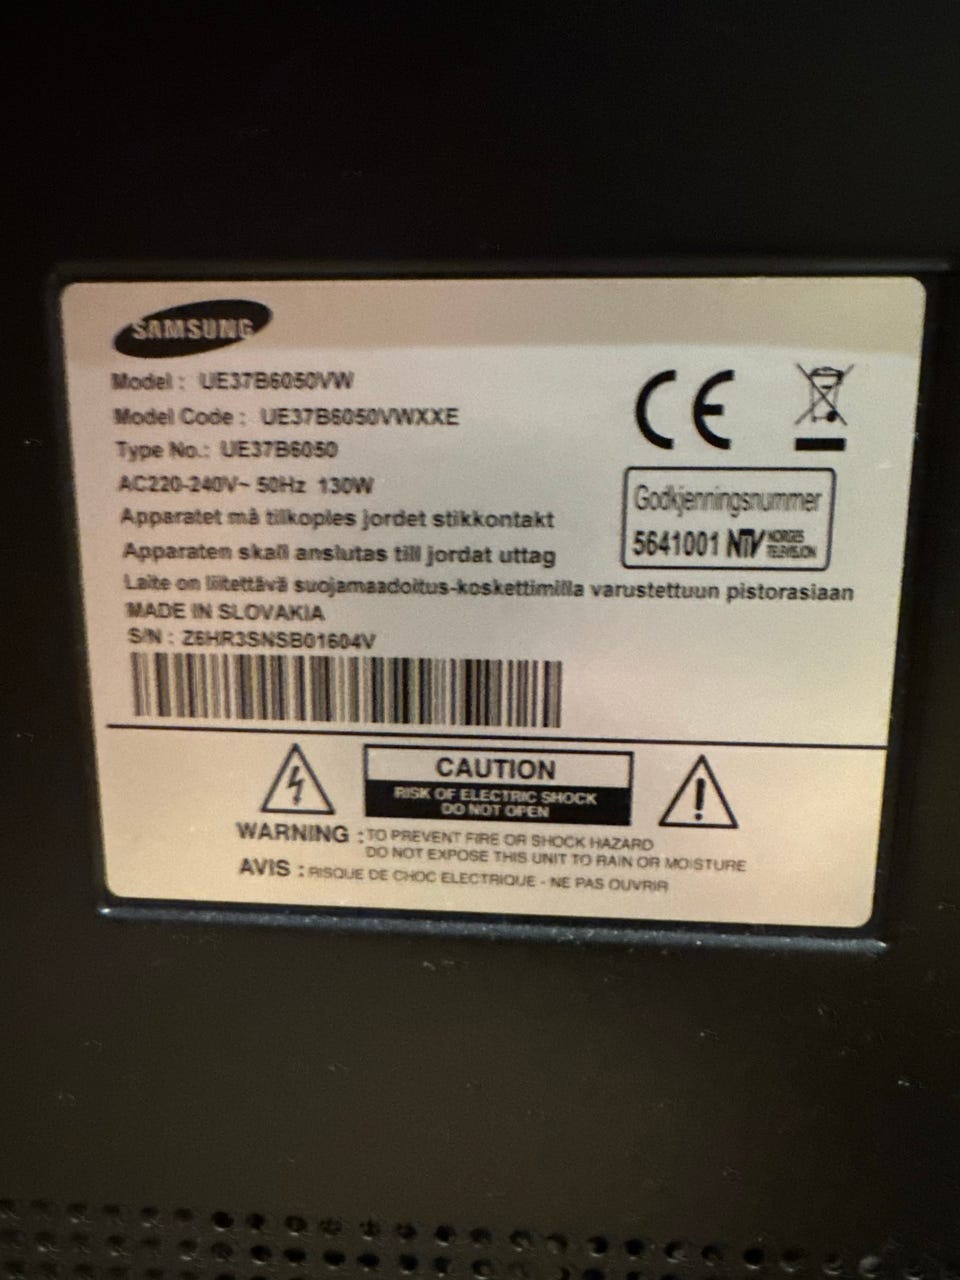 SAMSUNG
Model : UE37B6050VW
Model Code : UE37B6050VWXXE
Type No.: UE37B6050
AC220-240V~ 50Hz 130W
Apparatet må tilkoples jordet stikkontakt
Apparaten skall anslutas till jordat uttag
Laite on liitettävä suojamaadoitus-koskettimilla varustettuun pistorasiaan
MADE IN SLOVAKIA
S/N : Z6HR3SNSB01604V
CE
Godkjenningsnummer
5641001 NTV NORGES
TELEVISJON
CAUTION
RISK OF ELECTRIC SHOCK
DO NOT OPEN
WARNING : TO PREVENT FIRE OR SHOCK HAZARD
DO NOT EXPOSE THIS UNIT TO RAIN OR MOISTURE
AVIS : RISQUE DE CHOC ELECTRIQUE - NE PAS OUVRIR